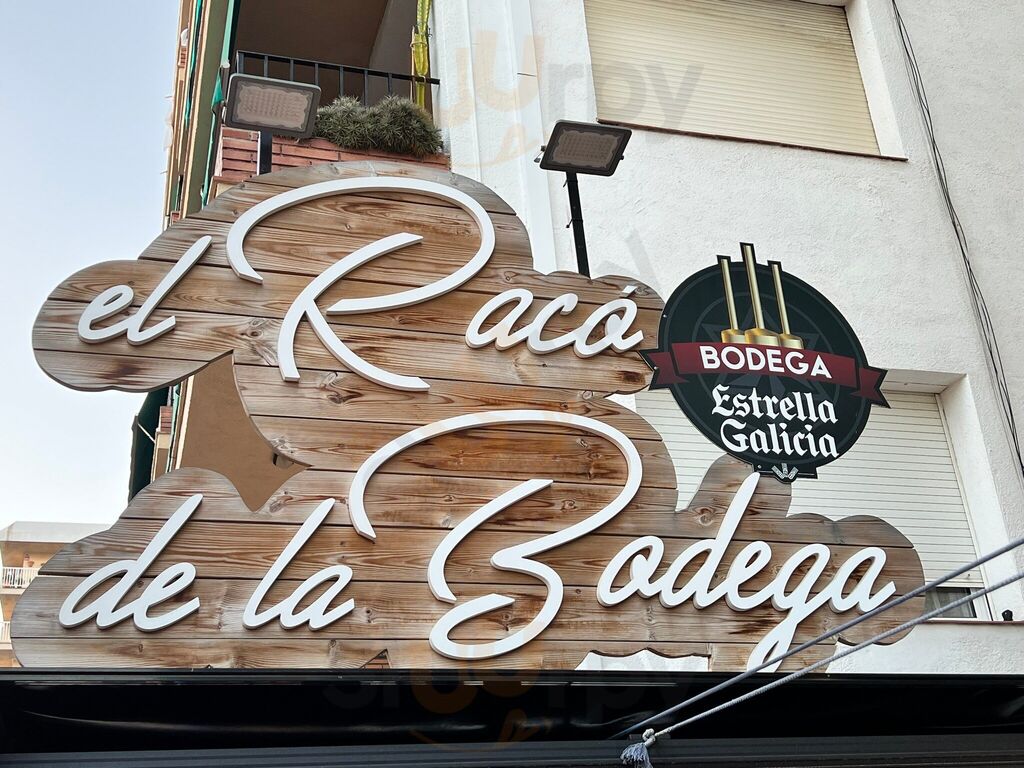 el Racó
de la Bodega
BODEGA
Estrella
Galicia